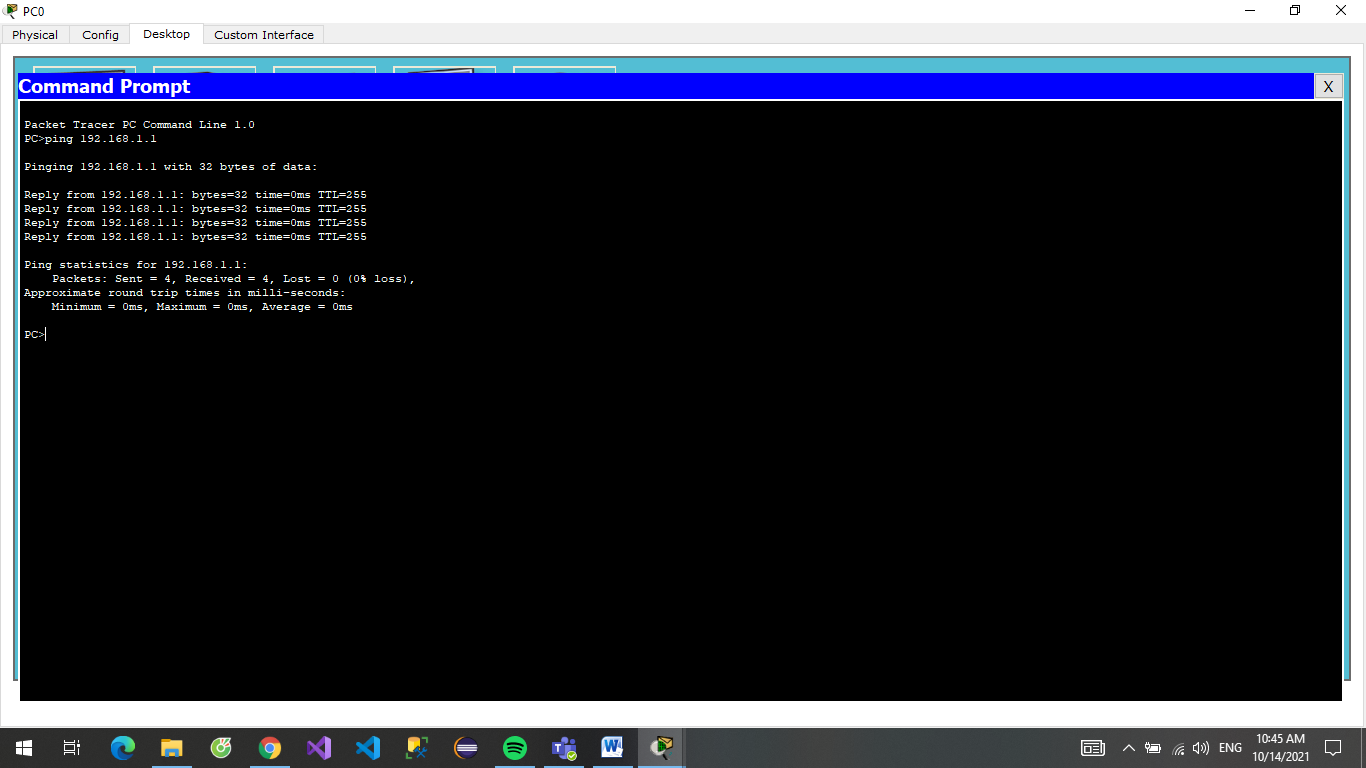 PC0
Physical Config Desktop Custom Interface
Command Prompt X
Packet Tracer PC Command Line 1.0
PC>ping 192.168.1.1
Pinging 192.168.1.1 with 32 bytes of data:
Reply from 192.168.1.1: bytes=32 time=0ms TTL=255
Reply from 192.168.1.1: bytes=32 time=0ms TTL=255
Reply from 192.168.1.1: bytes=32 time=0ms TTL=255
Reply from 192.168.1.1: bytes=32 time=0ms TTL=255
Ping statistics for 192.168.1.1:
Packets: Sent = 4, Received = 4, Lost = 0 (0% loss),
Approximate round trip times in milli-seconds:
Minimum = 0ms, Maximum = 0ms, Average = 0ms
PC>
ENG
10:45 AM
10/14/2021